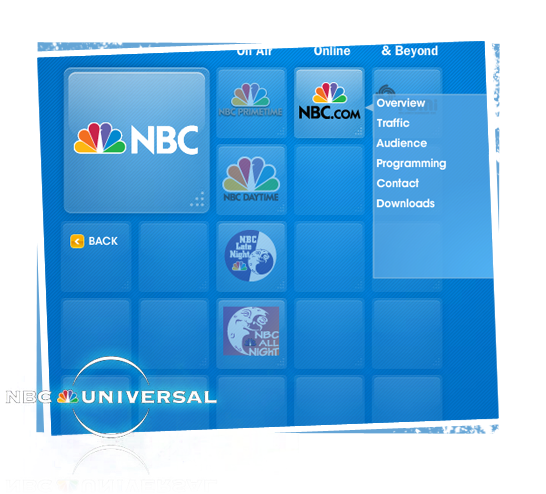 On Air
Online
& Beyond
NBC
NBC PRIMETIME
NBC.COM
Overview
Traffic
Audience
Programming
Contact
Downloads
NBC DAYTIME
BACK
NBC
Late
Night
NBC
ALL
NIGHT
NBC UNIVERSAL